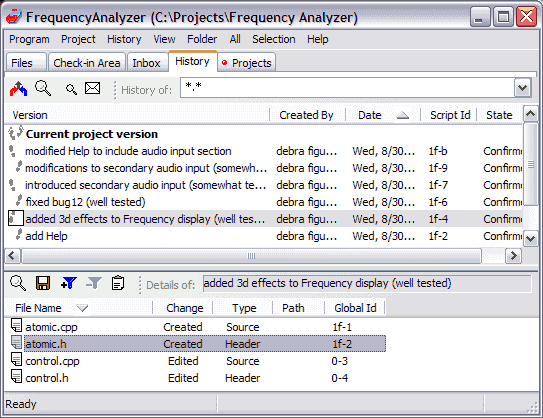 FrequencyAnalyzer (C:\Projects\Frequency Analyzer)
Program Project History View Folder All Selection Help
Files Check-in Area Inbox History Projects
History of: *.*
Version Created By Date Script Id State
Current project version
modified Help to include audio input section debra figu... Wed, 8/30... 1f-b Confirme
modifications to secondary audio input (somewh... debra figu... Wed, 8/30... 1f-9 Confirme
introduced secondary audio input (somewhat te... debra figu... Wed, 8/30... 1f-7 Confirme
fixed bug12 (well tested) debra figu... Wed, 8/30... 1f-6 Confirme
added 3d effects to Frequency display (well tes... debra figu... Wed, 8/30... 1f-4 Confirme
add Help debra figu... Wed, 8/30... 1f-2 Confirme
Details of: added 3d effects to Frequency display (well tested)
File Name Change Type Path Global Id
atomic.cpp Created Source 1f-1
atomic.h Created Header 1f-2
control.cpp Edited Source 0-3
control.h Edited Header 0-4
Ready